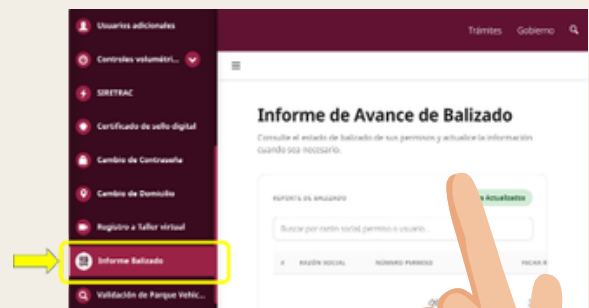 Usuarios adicionales
Trámites Gobierno
Controles volumétri...
SIRETRAC
Certificado de sello digital
Cambio de Contraseña
Cambio de Domicilio
Registro a Taller virtual
Informe Balizado
Validación de Parque Vehic...
Informe de Avance de Balizado
Consulte el estado de balizado de sus permisos y actualice la información
cuando sea necesario.
REPORTE DE BALIZADO
Actualizados
Buscar por razón social, permiso o usuario...
# RAZÓN SOCIAL NÚMERO PERMISO FECHA